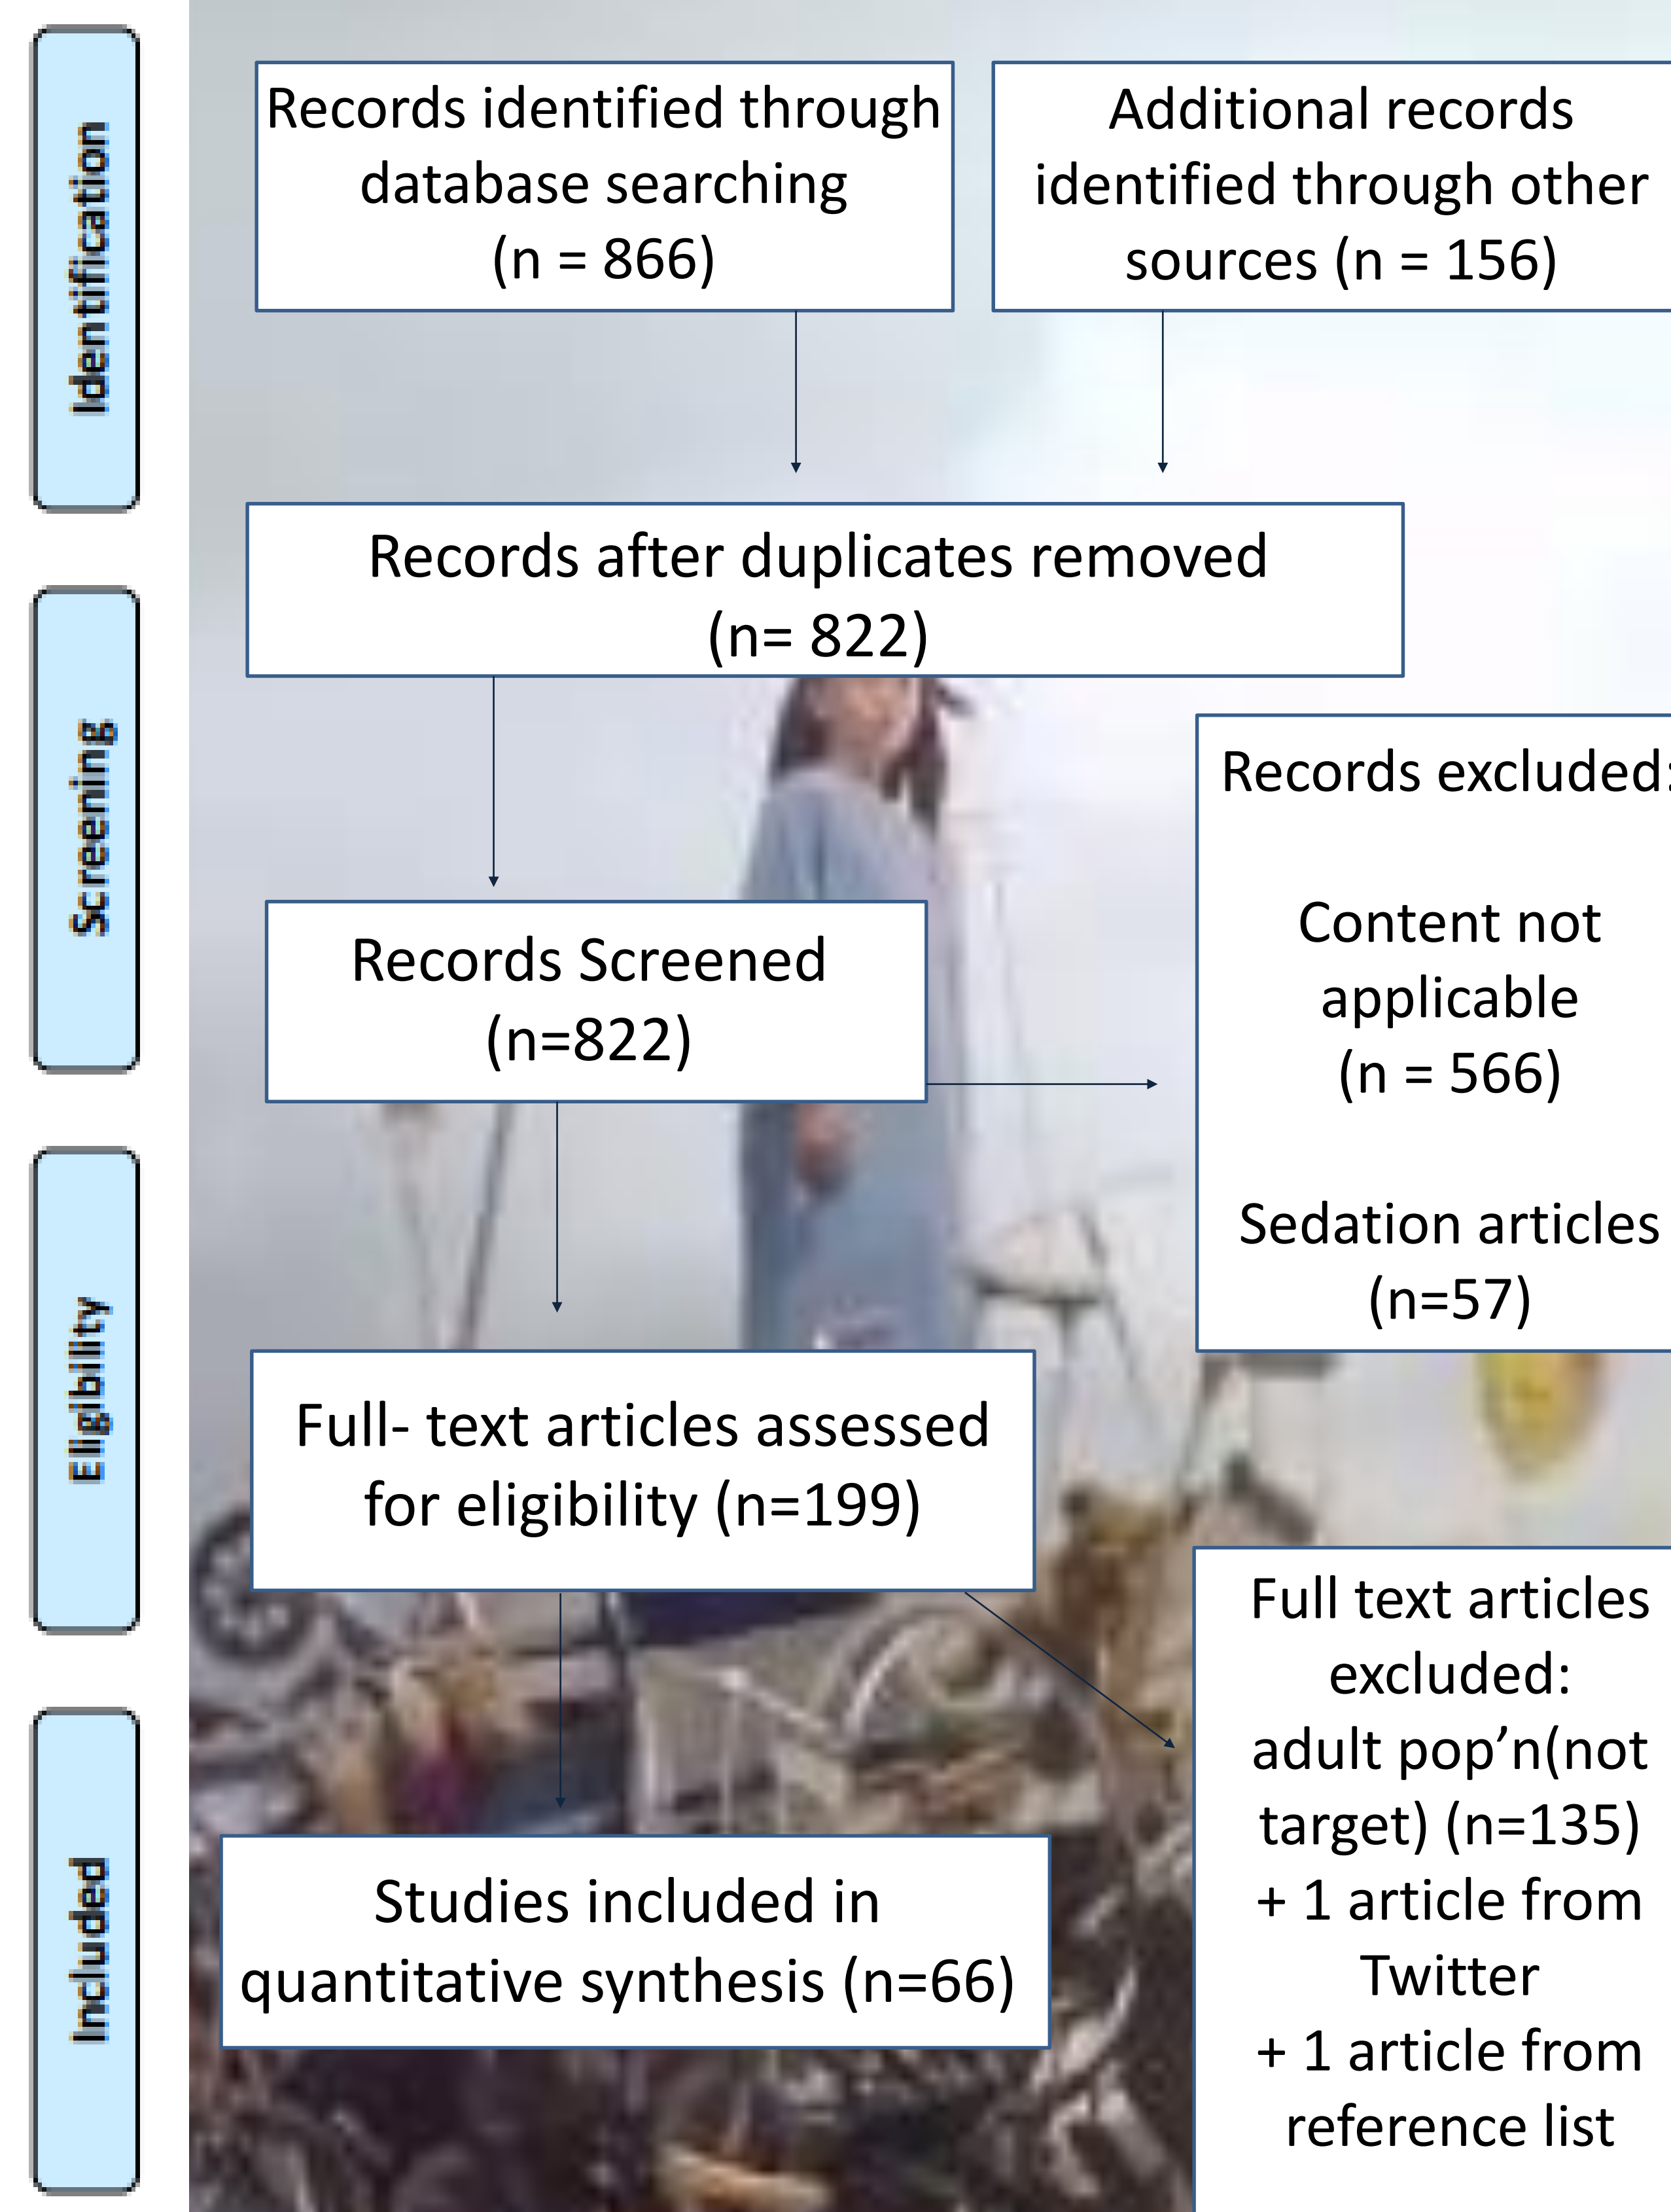 Identification
Records identified through
database searching
(n = 866)
Additional records
identified through other
sources (n = 156)
Records after duplicates removed
(n= 822)
Screening
Records Screened
(n=822)
Records excluded:
Content not
applicable
(n = 566)
Sedation articles
(n=57)
Eligibility
Full- text articles assessed
for eligibility (n=199)
Full text articles
excluded:
adult pop’n(not
target) (n=135)
+ 1 article from
Twitter
+ 1 article from
reference list
Included
Studies included in
quantitative synthesis (n=66)